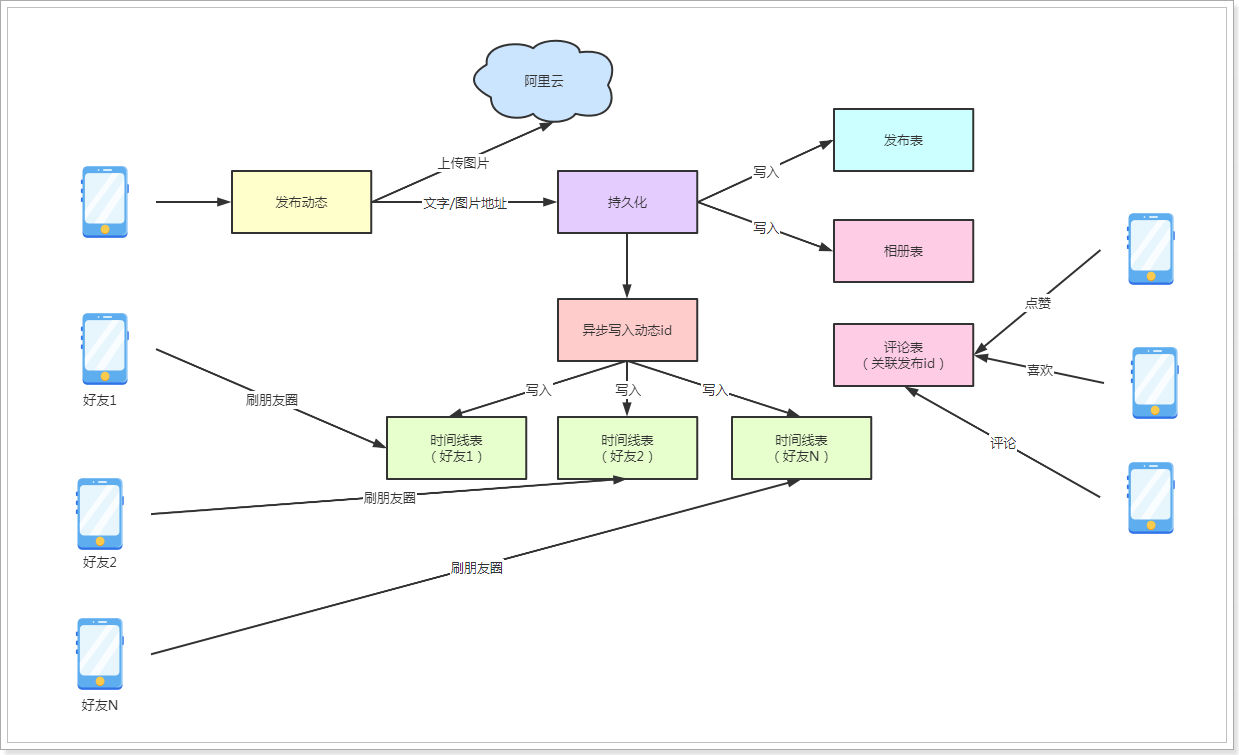 阿里云
发布表
上传图片
写入
发布动态
文字/图片地址
持久化
写入
相册表
点赞
异步写入动态id
评论表
（关联发布id）
喜欢
好友1
刷朋友圈
写入
写入
写入
时间线表
（好友1）
时间线表
（好友2）
时间线表
（好友N）
评论
刷朋友圈
好友2
刷朋友圈
好友N